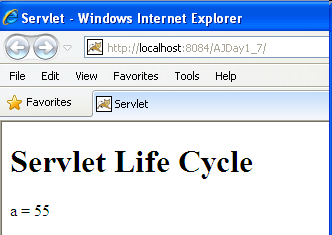 Servlet - Windows Internet Explorer
http://localhost:8084/AJDay1_7/
File Edit View Favorites Tools Help
Favorites Servlet
Servlet Life Cycle
a = 55